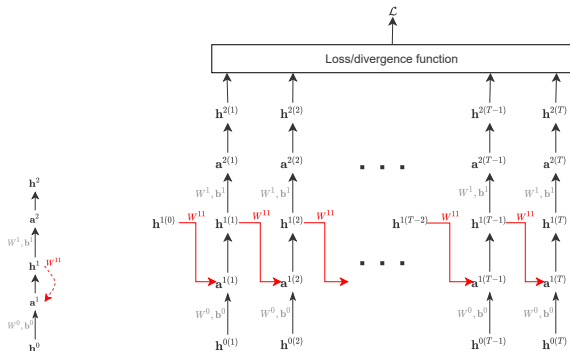 ℒ
Loss/divergence function
h²⁽¹⁾ h²⁽²⁾ h²⁽ᵀ⁻¹⁾ h²⁽ᵀ⁾
a²⁽¹⁾ a²⁽²⁾ . . . a²⁽ᵀ⁻¹⁾ a²⁽ᵀ⁾
W¹, b¹ W¹, b¹ W¹, b¹ W¹, b¹
h¹⁽⁰⁾ W¹¹ h¹⁽¹⁾ W¹¹ h¹⁽²⁾ W¹¹ h¹⁽ᵀ⁻²⁾ W¹¹ h¹⁽ᵀ⁻¹⁾ W¹¹ h¹⁽ᵀ⁾
a¹⁽¹⁾ a¹⁽²⁾ . . . a¹⁽ᵀ⁻¹⁾ a¹⁽ᵀ⁾
W⁰, b⁰ W⁰, b⁰ W⁰, b⁰ W⁰, b⁰
h⁰⁽¹⁾ h⁰⁽²⁾ h⁰⁽ᵀ⁻¹⁾ h⁰⁽ᵀ⁾
h²
a²
W¹, b¹
h¹ W¹¹
a¹
W⁰, b⁰
h⁰